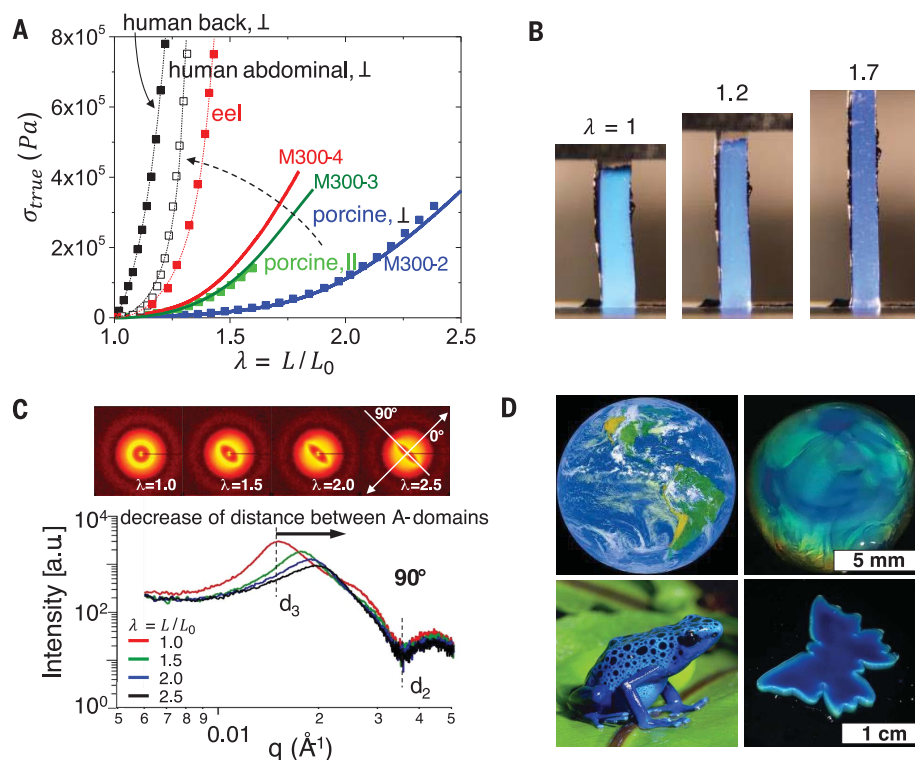 A
human back, ⊥
human abdominal, ⊥
eel
M300-4
M300-3
porcine, ⊥
M300-2
porcine, ||
8x10⁵
6x10⁵
4x10⁵
2x10⁵
0
σtrue (Pa)
1.0
1.5
2.0
2.5
λ = L/L₀
B
λ = 1
1.2
1.7
C
λ=1.0
λ=1.5
λ=2.0
90°
0°
λ=2.5
decrease of distance between A-domains
90°
d₃
d₂
λ = L/L₀
1.0
1.5
2.0
2.5
10⁴
10²
10⁰
Intensity [a.u.]
5
6
7
8
9
0.01
2
3
4
5
q (Å⁻¹)
D
5 mm
1 cm